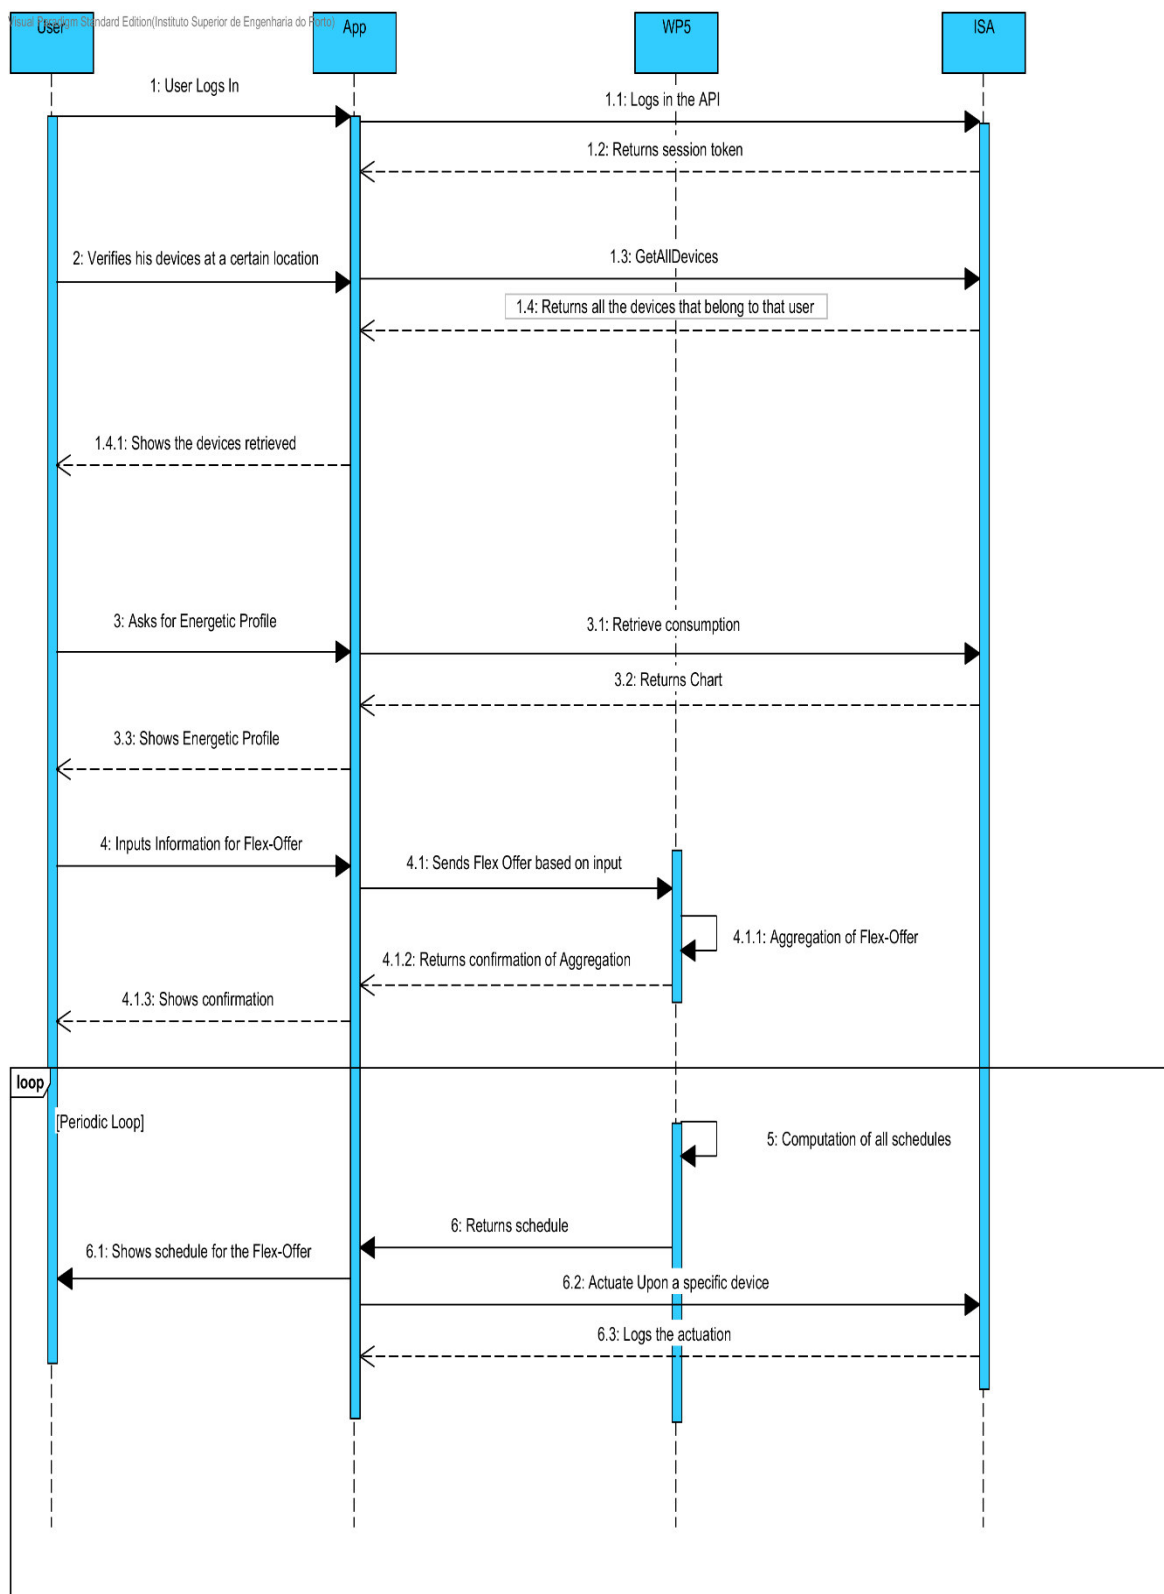 Visual Paradigm Standard Edition(Instituto Superior de Engenharia do Porto)
User
App
WP5
ISA
1: User Logs In
1.1: Logs in the API
1.2: Returns session token
2: Verifies his devices at a certain location
1.3: GetAllDevices
1.4: Returns all the devices that belong to that user
1.4.1: Shows the devices retrieved
3: Asks for Energetic Profile
3.1: Retrieve consumption
3.2: Returns Chart
3.3: Shows Energetic Profile
4: Inputs Information for Flex-Offer
4.1: Sends Flex Offer based on input
4.1.1: Aggregation of Flex-Offer
4.1.2: Returns confirmation of Aggregation
4.1.3: Shows confirmation
loop
[Periodic Loop]
5: Computation of all schedules
6: Returns schedule
6.1: Shows schedule for the Flex-Offer
6.2: Actuate Upon a specific device
6.3: Logs the actuation